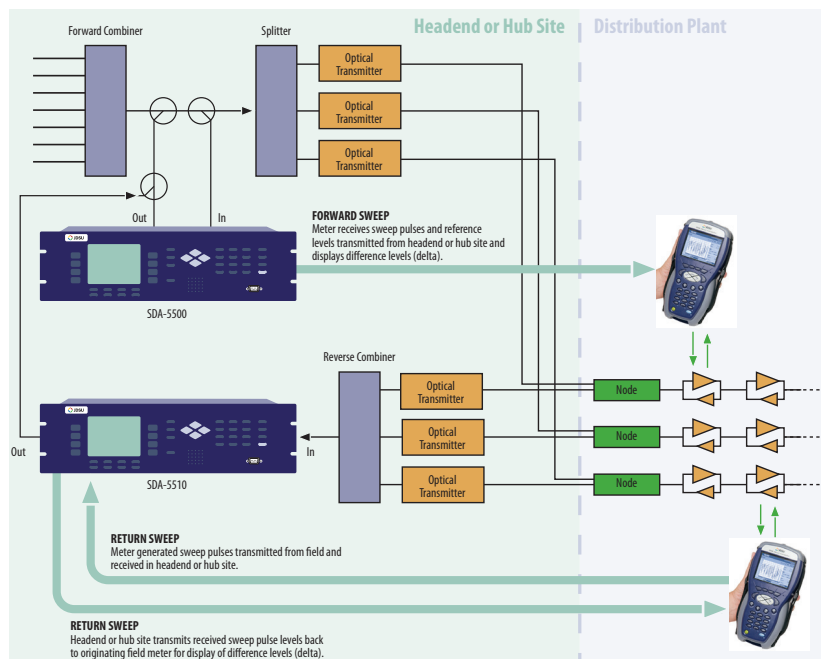 Headend or Hub Site
Distribution Plant
Forward Combiner
Splitter
Optical
Transmitter
Optical
Transmitter
Optical
Transmitter
Out
In
FORWARD SWEEP
Meter receives sweep pulses and reference
levels transmitted from headend or hub site and
displays difference levels (delta).
JDSU
SDA-5500
Reverse Combiner
Optical
Transmitter
Optical
Transmitter
Optical
Transmitter
Node
Node
Node
JDSU
Out
In
SDA-5510
RETURN SWEEP
Meter generated sweep pulses transmitted from field and
received in headend or hub site.
RETURN SWEEP
Headend or hub site transmits received sweep pulse levels back
to originating field meter for display of difference levels (delta).